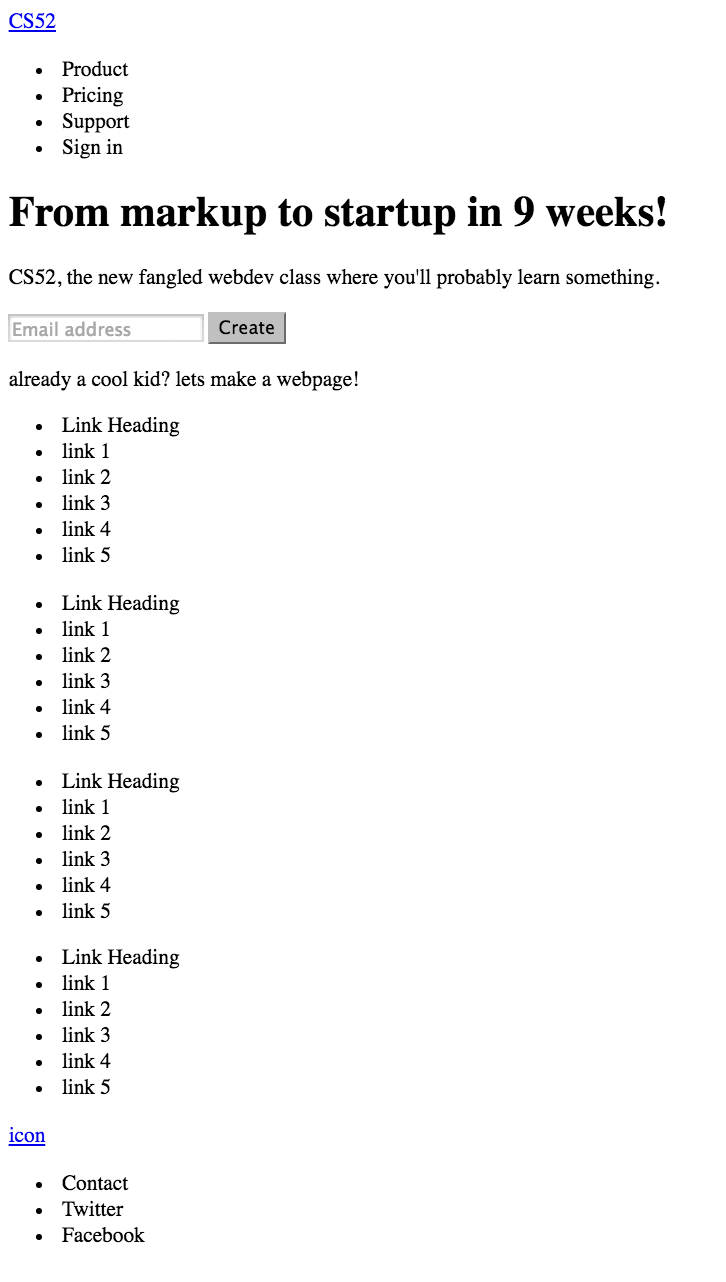 CS52
Product
Pricing
Support
Sign in
From markup to startup in 9 weeks!
CS52, the new fangled webdev class where you'll probably learn something.
Email address Create
already a cool kid? lets make a webpage!
Link Heading
link 1
link 2
link 3
link 4
link 5
Link Heading
link 1
link 2
link 3
link 4
link 5
Link Heading
link 1
link 2
link 3
link 4
link 5
Link Heading
link 1
link 2
link 3
link 4
link 5
icon
Contact
Twitter
Facebook